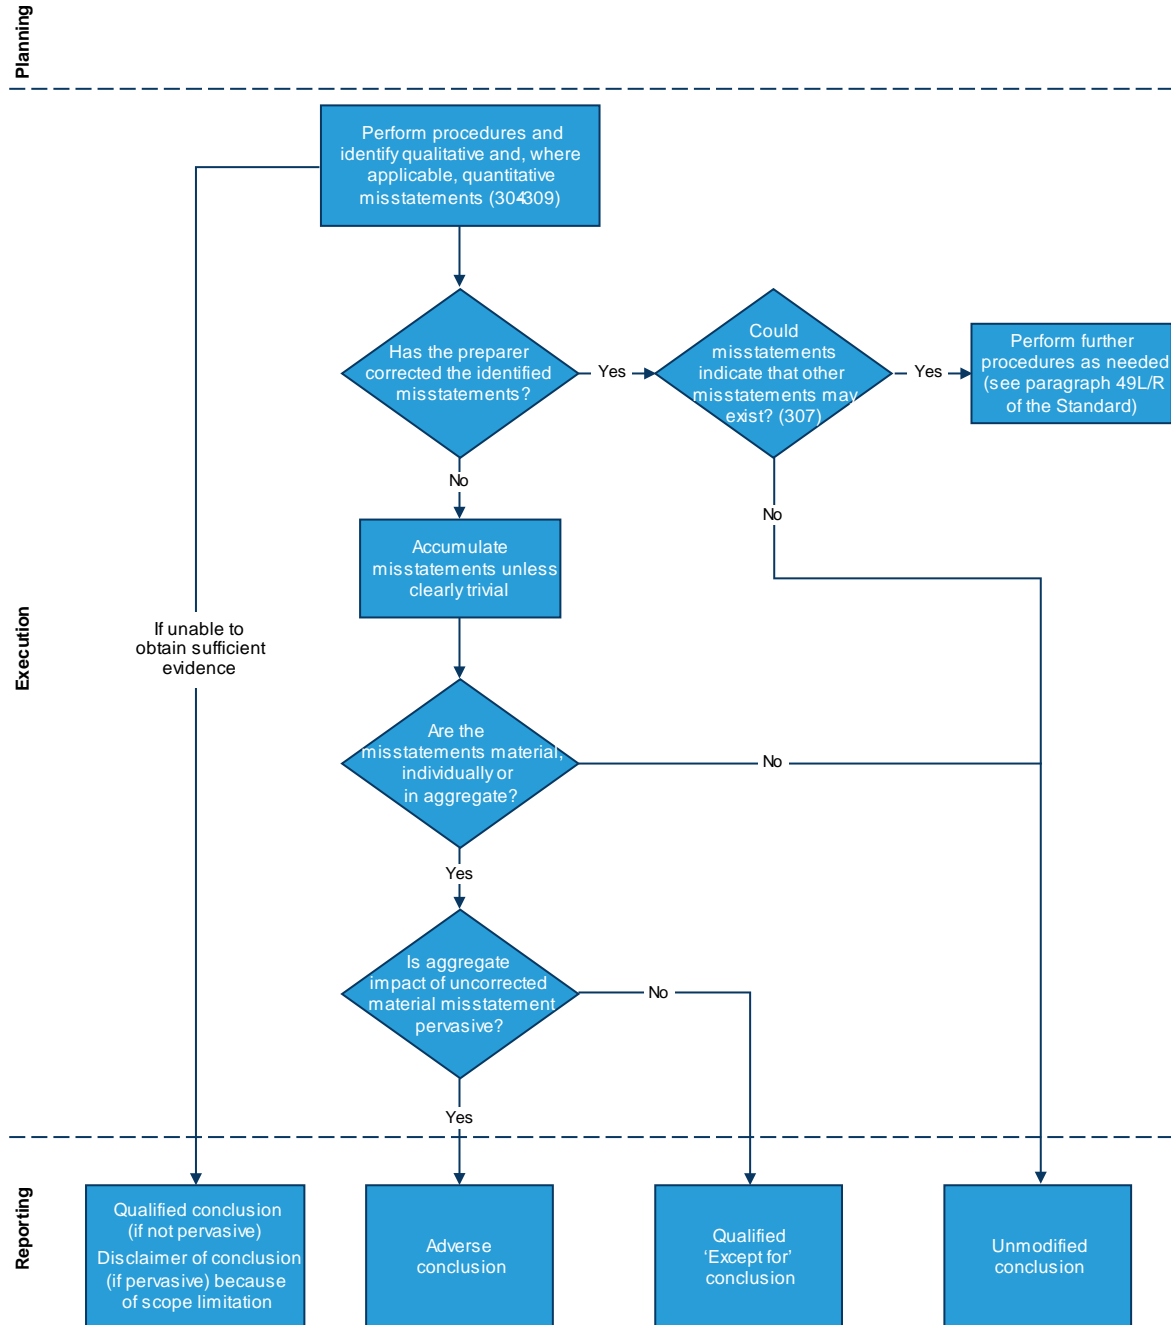 Planning
Perform procedures and
identify qualitative and, where
applicable, quantitative
misstatements (304-309)
Has the preparer
corrected the identified
misstatements?
Yes
Could
misstatements
indicate that other
misstatements may
exist? (307)
Yes
Perform further
procedures as needed
(see paragraph 49L/R
of the Standard)
No
No
Accumulate
misstatements unless
clearly trivial
Execution
If unable to
obtain sufficient
evidence
Are the
misstatements material,
individually or
in aggregate?
No
Yes
Is aggregate
impact of uncorrected
material misstatement
pervasive?
No
Yes
Reporting
Qualified conclusion
(if not pervasive)
Disclaimer of conclusion
(if pervasive) because
of scope limitation
Adverse
conclusion
Qualified
‘Except for’
conclusion
Unmodified
conclusion